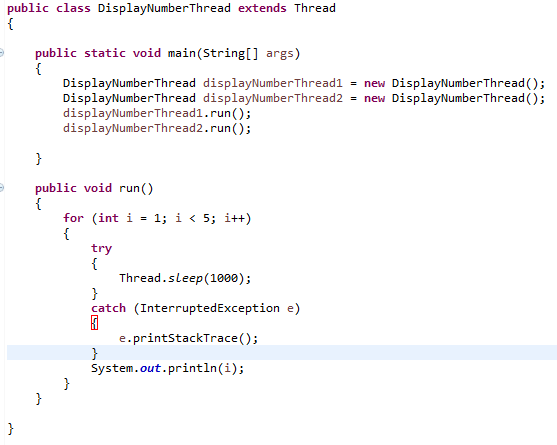 public class DisplayNumberThread extends Thread
{
public static void main(String[] args)
{
DisplayNumberThread displayNumberThread1 = new DisplayNumberThread();
DisplayNumberThread displayNumberThread2 = new DisplayNumberThread();
displayNumberThread1.run();
displayNumberThread2.run();
}
public void run()
{
for (int i = 1; i < 5; i++)
{
try
{
Thread.sleep(1000);
}
catch (InterruptedException e)
{
e.printStackTrace();
}
System.out.println(i);
}
}
}